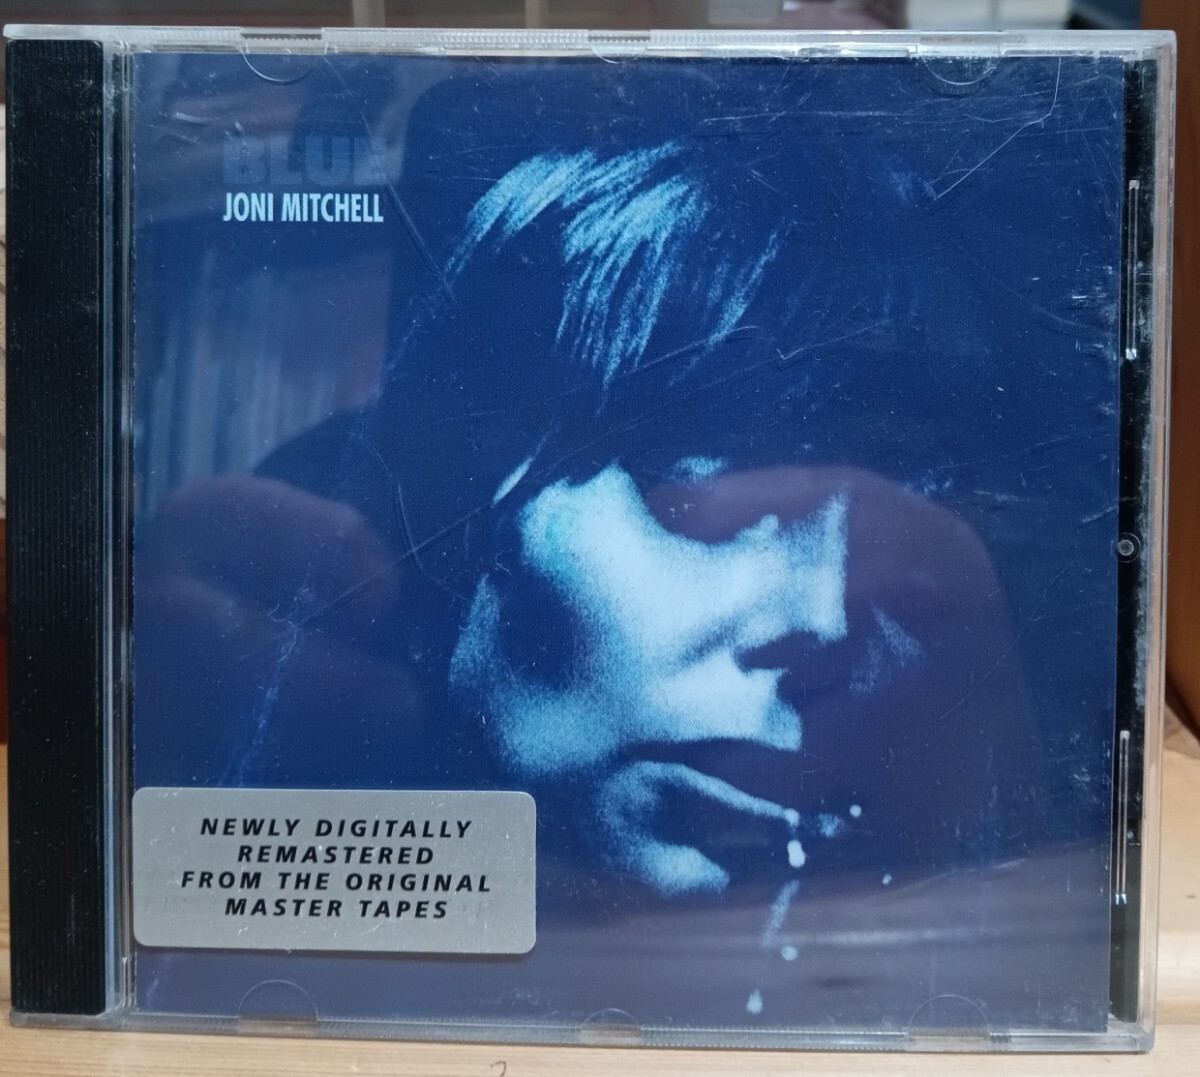 BLUE
JONI MITCHELL
NEWLY DIGITALLY
REMASTERED
FROM THE ORIGINAL
MASTER TAPES